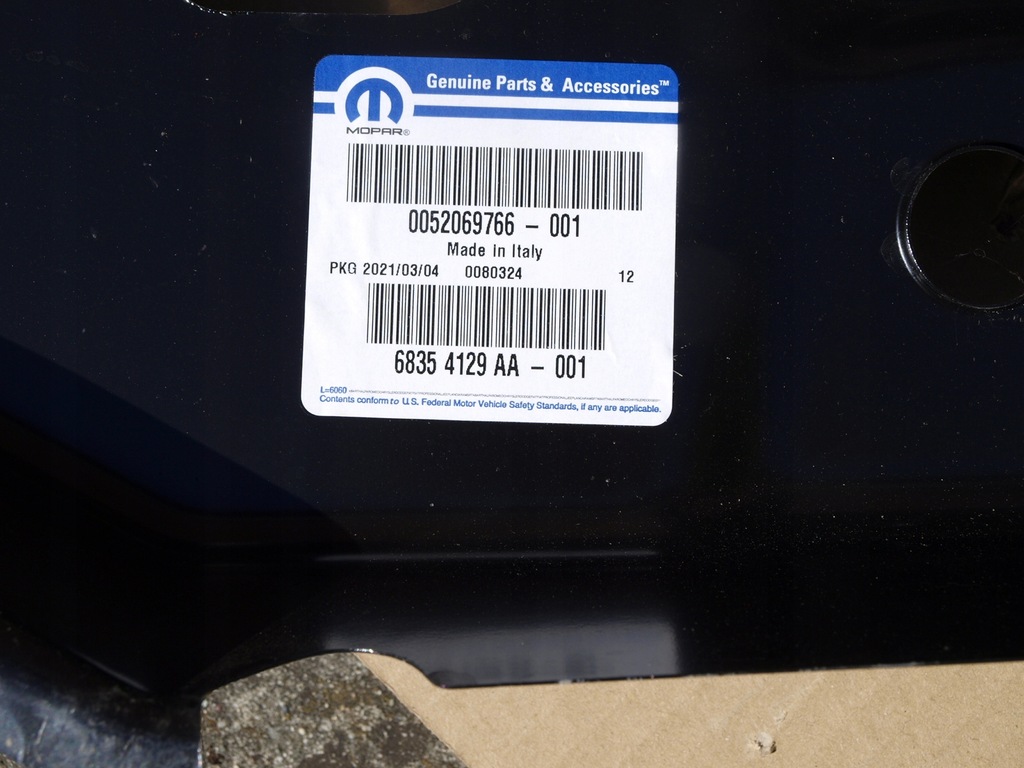 Genuine Parts & Accessories™
MOPAR®
0052069766 – 001
Made in Italy
PKG 2021/03/04 0080324 12
6835 4129 AA – 001
L=6060
Contents conform to U.S. Federal Motor Vehicle Safety Standards, if any are applicable.